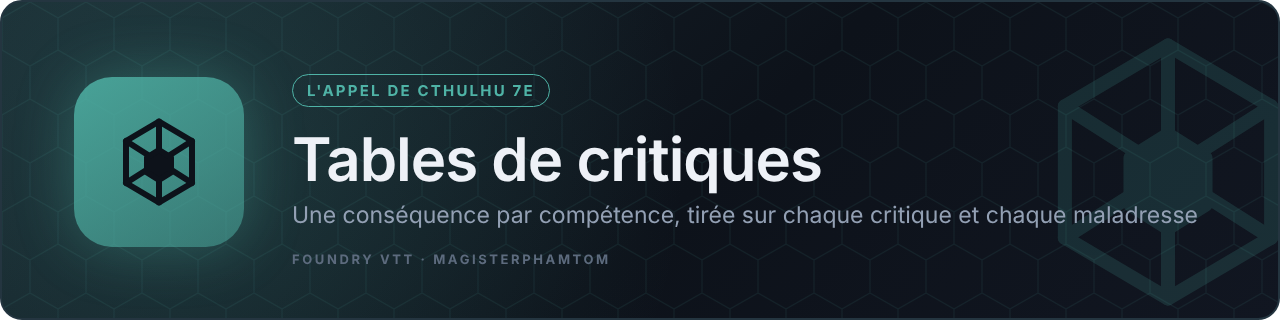 L'APPEL DE CTHULHU 7E
Tables de critiques
Une conséquence par compétence, tirée sur chaque critique et chaque maladresse
FOUNDRY VTT · MAGISTERPHAMTOM